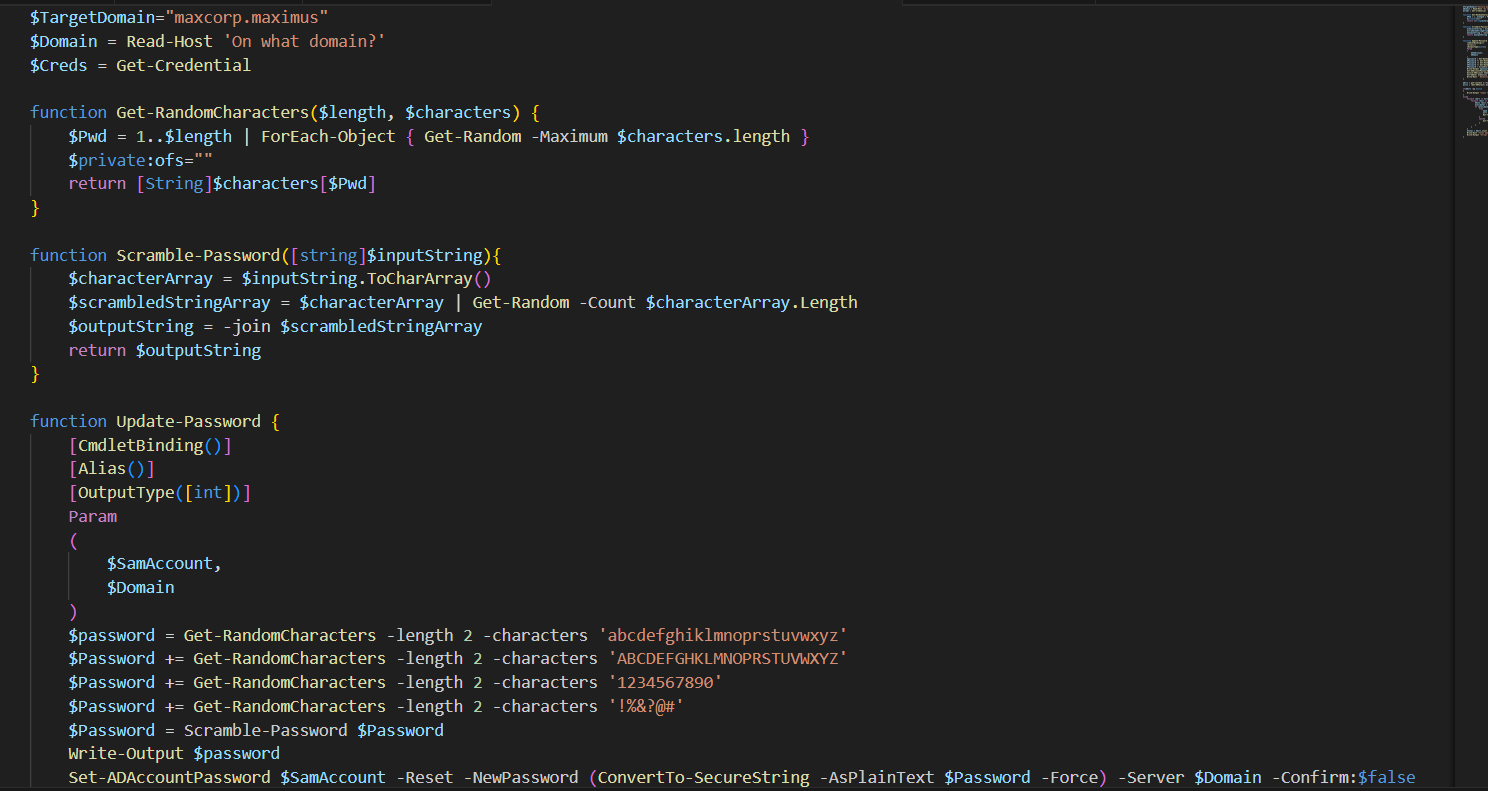 $TargetDomain="maxcorp.maximus"
$Domain = Read-Host 'On what domain?'
$Creds = Get-Credential

function Get-RandomCharacters($length, $characters) {
    $Pwd = 1..$length | ForEach-Object { Get-Random -Maximum $characters.length }
    $private:ofs=""
    return [String]$characters[$Pwd]
}

function Scramble-Password([string]$inputString){
    $characterArray = $inputString.ToCharArray()
    $scrambledStringArray = $characterArray | Get-Random -Count $characterArray.Length
    $outputString = -join $scrambledStringArray
    return $outputString
}

function Update-Password {
    [CmdletBinding()]
    [Alias()]
    [OutputType([int])]
    Param
    (
        $SamAccount,
        $Domain
    )
    $password = Get-RandomCharacters -length 2 -characters 'abcdefghiklmnoprstuvwxyz'
    $Password += Get-RandomCharacters -length 2 -characters 'ABCDEFGHKLMNOPRSTUVWXYZ'
    $Password += Get-RandomCharacters -length 2 -characters '1234567890'
    $Password += Get-RandomCharacters -length 2 -characters '!%&?@#'
    $Password = Scramble-Password $Password
    Write-Output $password
    Set-ADAccountPassword $SamAccount -Reset -NewPassword (ConvertTo-SecureString -AsPlainText $Password -Force) -Server $Domain -Confirm:$false